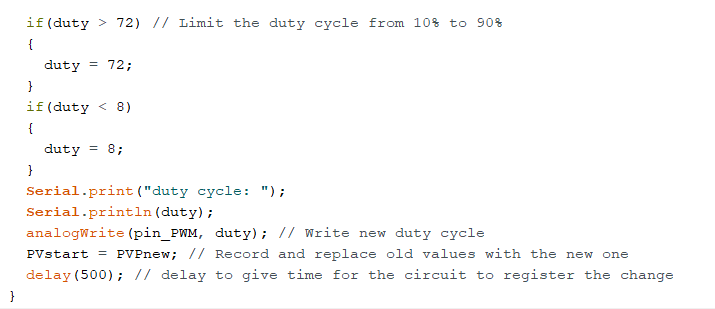 if(duty > 72) // Limit the duty cycle from 10% to 90%
{
duty = 72;
}
if(duty < 8)
{
duty = 8;
}
Serial.print("duty cycle: ");
Serial.println(duty);
analogWrite(pin_PWM, duty); // Write new duty cycle
PVstart = PVPnew; // Record and replace old values with the new one
delay(500); // delay to give time for the circuit to register the change
}